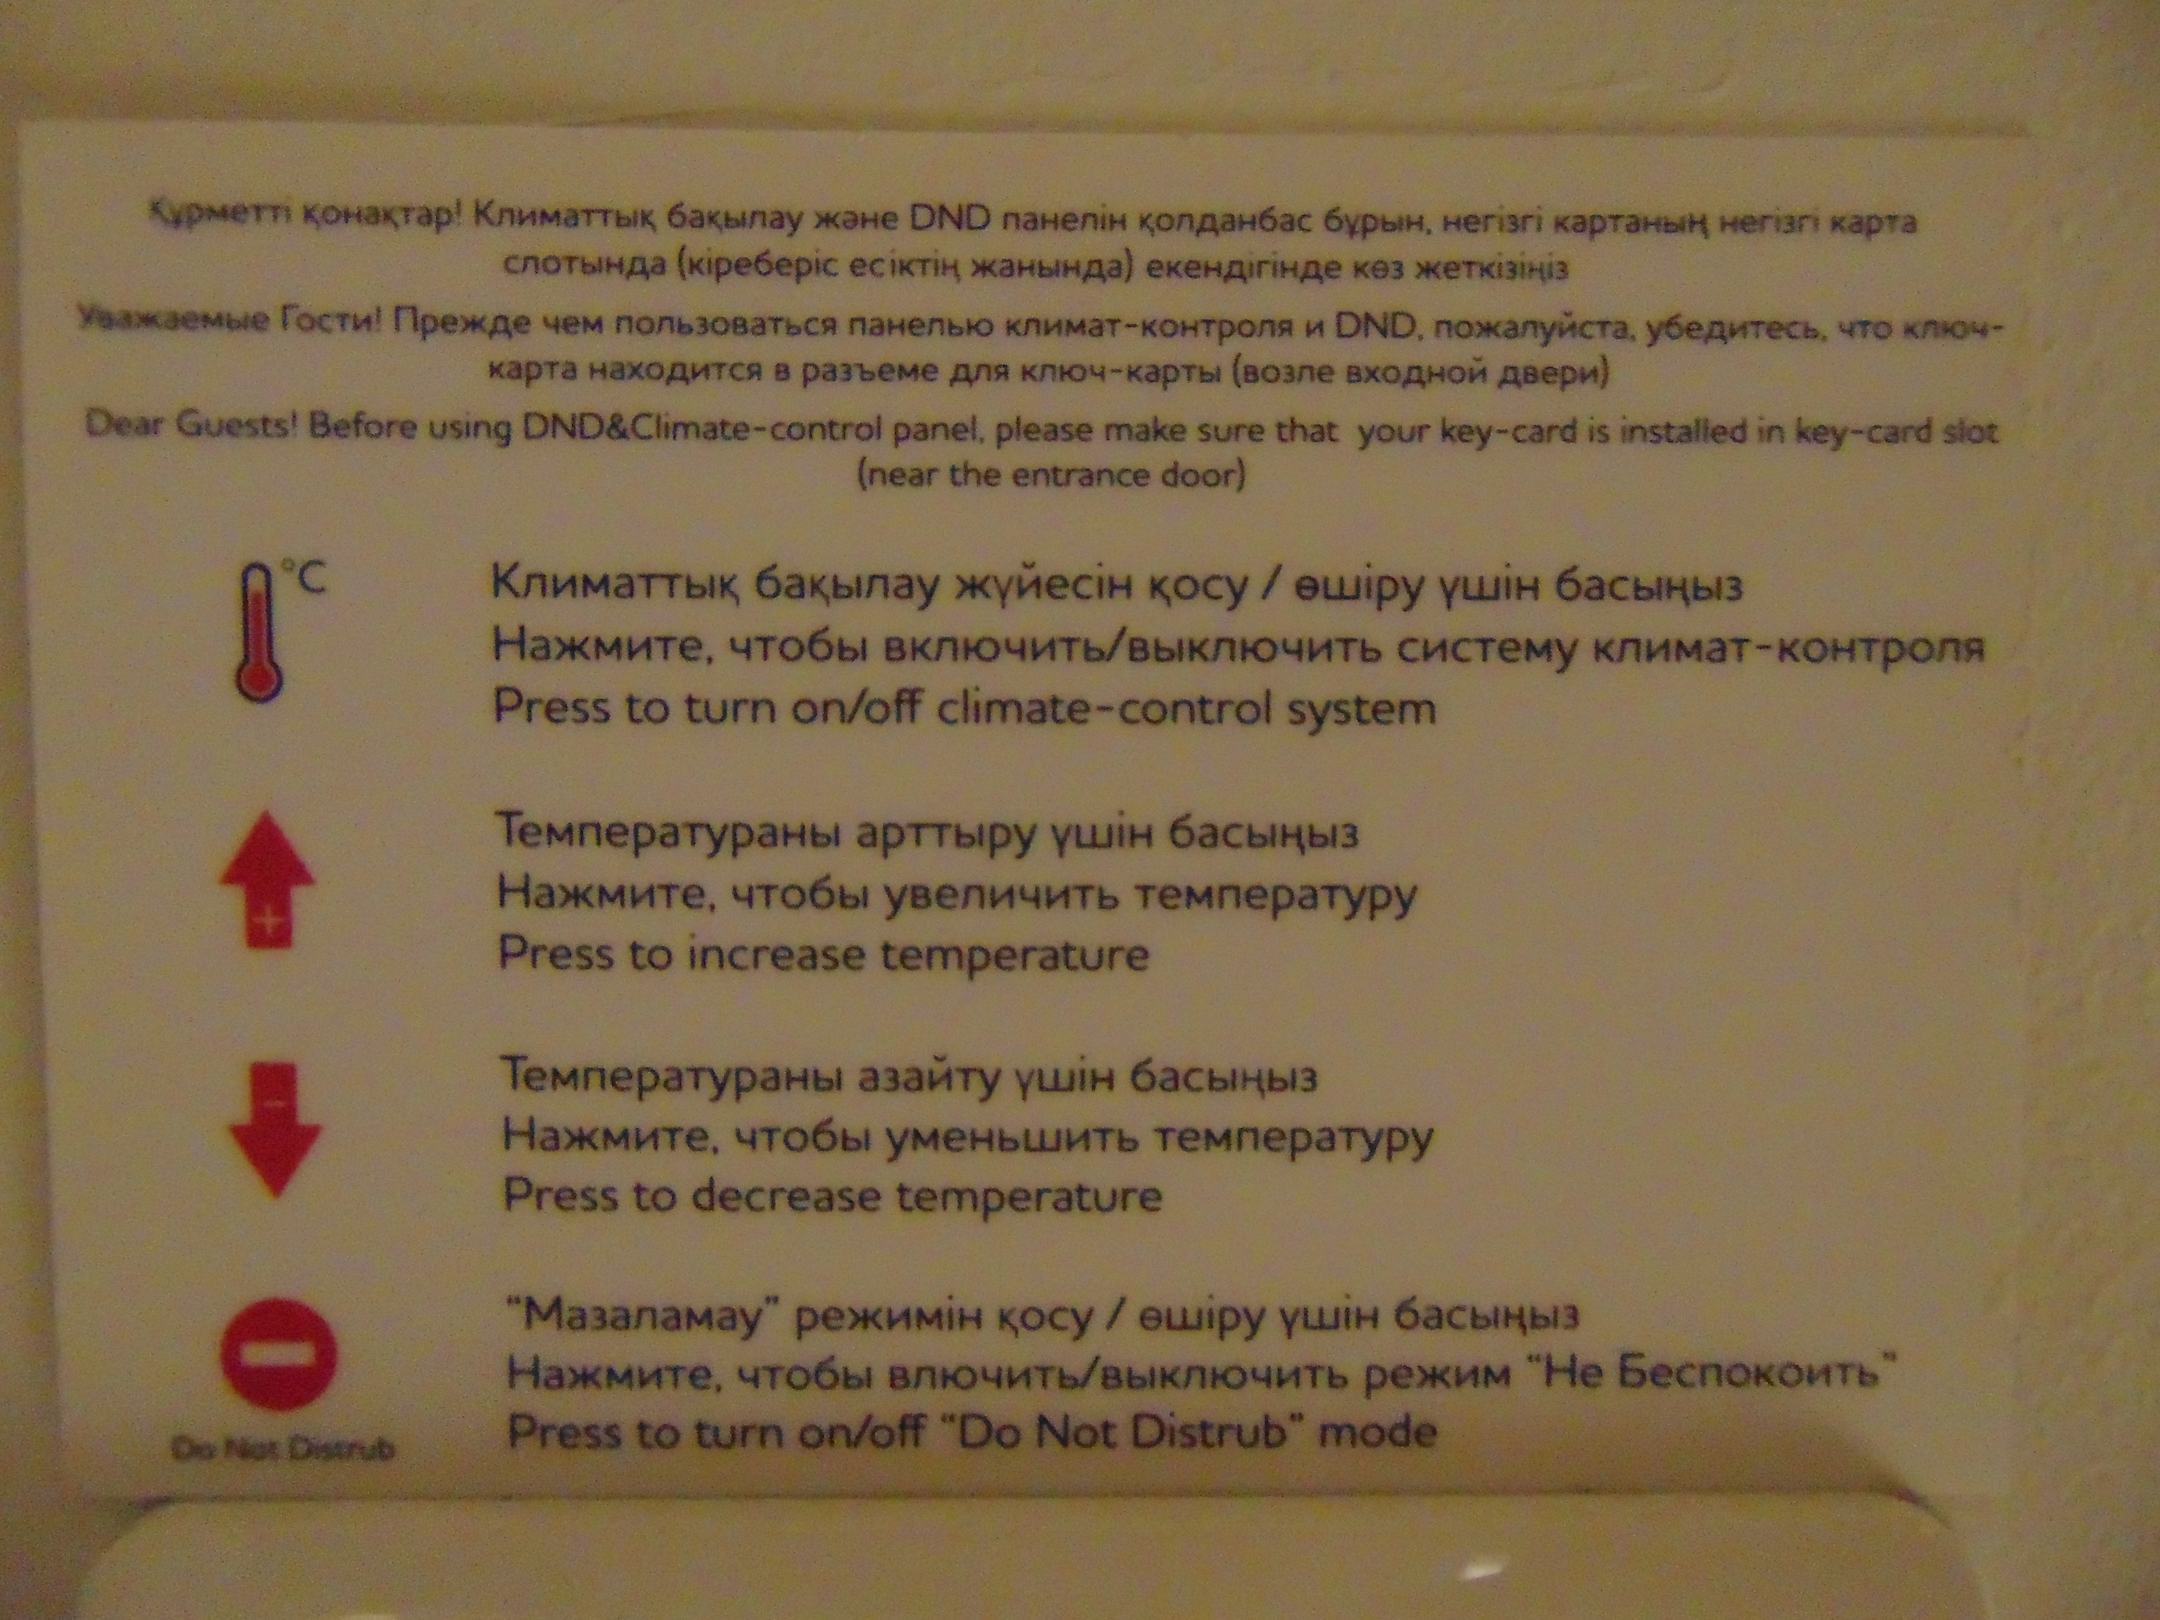 Құрметті қонақтар! Климаттық бақылау және DND панелін қолданбас бұрын, негізгі картаның негізгі карта
слотында (кіреберіс есіктің жанында) екендігінде көз жеткізіңіз
Уважаемые Гости! Прежде чем пользоваться панелью климат-контроля и DND, пожалуйста, убедитесь, что ключ-
карта находится в разъеме для ключ-карты (возле входной двери)
Dear Guests! Before using DND&Climate-control panel, please make sure that your key-card is installed in key-card slot
(near the entrance door)
°C
Климаттық бақылау жүйесін қосу / өшіру үшін басыңыз
Нажмите, чтобы включить/выключить систему климат-контроля
Press to turn on/off climate-control system
+
Температураны арттыру үшін басыңыз
Нажмите, чтобы увеличить температуру
Press to increase temperature
-
Температураны азайту үшін басыңыз
Нажмите, чтобы уменьшить температуру
Press to decrease temperature
"Мазаламау" режимін қосу / өшіру үшін басыңыз
Нажмите, чтобы влючить/выключить режим "Не Беспокоить"
Press to turn on/off "Do Not Distrub" mode
Do Not Distrub